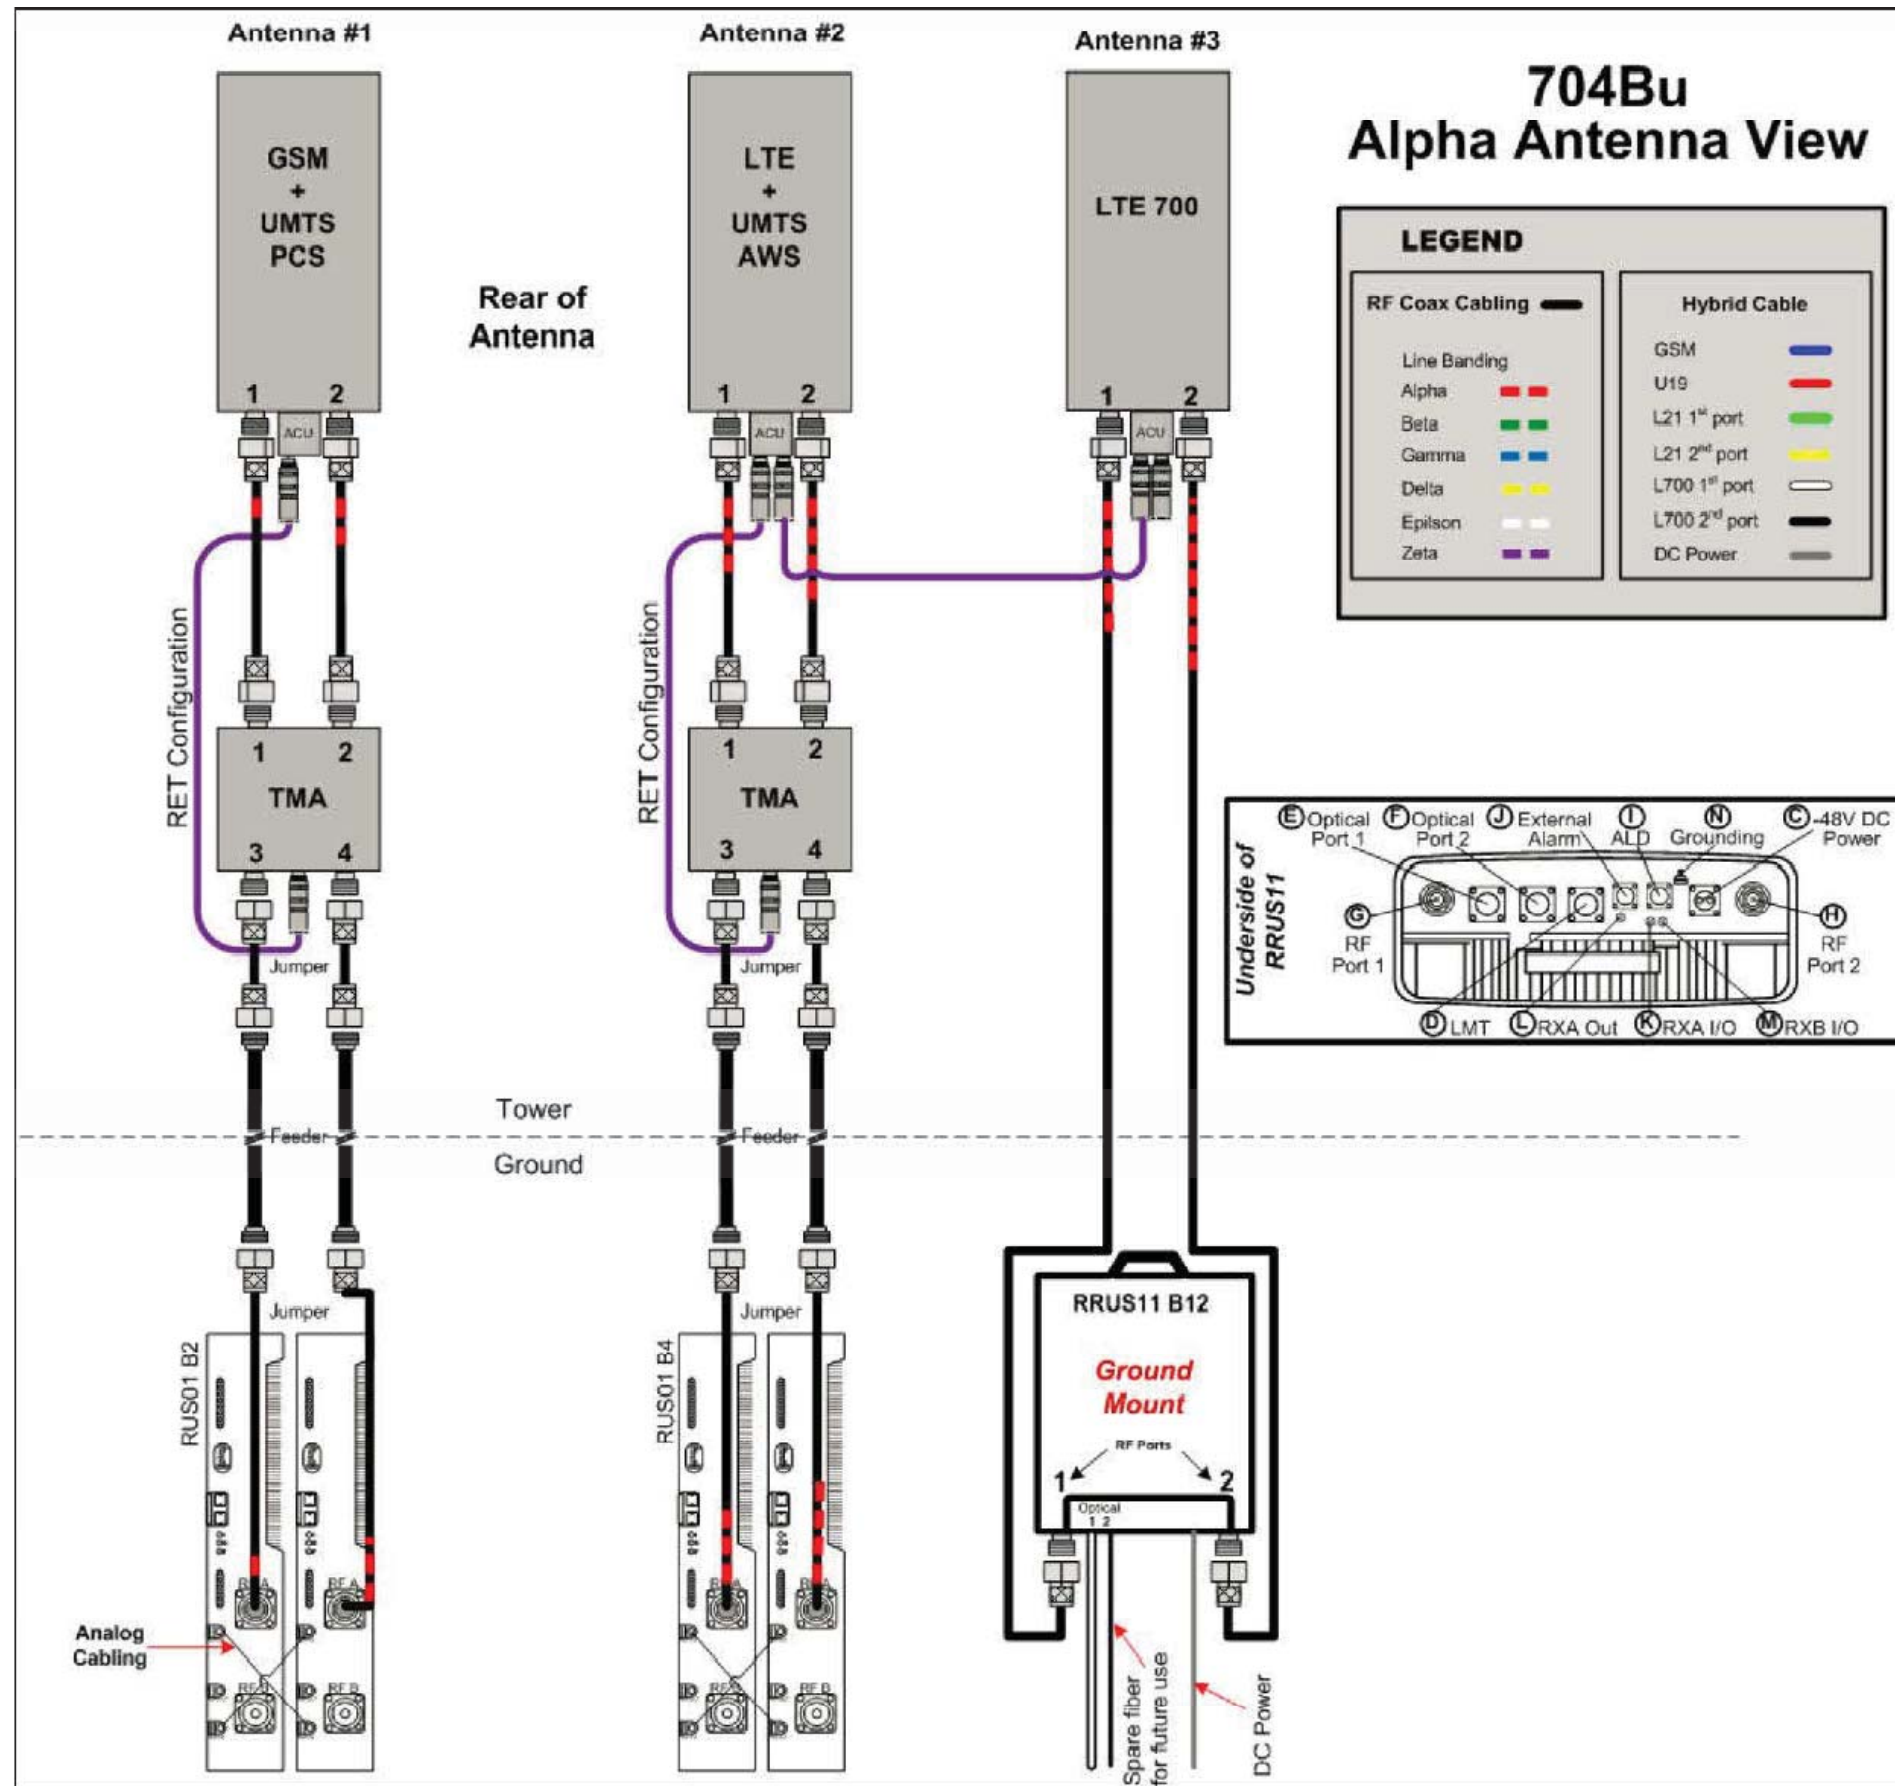 Antenna #1
Antenna #2
Antenna #3
704Bu
Alpha Antenna View
GSM
+
UMTS
PCS
LTE
+
UMTS
AWS
LTE 700
Rear of
Antenna
1
2
1
2
1
2
ACU
ACU
ACU
LEGEND
RF Coax Cabling
Line Banding
Alpha
Beta
Gamma
Delta
Epilson
Zeta
Hybrid Cable
GSM
U19
L21 1st port
L21 2nd port
L700 1st port
L700 2nd port
DC Power
RET Configuration
RET Configuration
1
2
TMA
3
4
1
2
TMA
3
4
Jumper
Jumper
Underside of
RRUS11
E Optical
Port 1
F Optical
Port 2
J External
Alarm
I
ALD
N
Grounding
C -48V DC
Power
G
RF
Port 1
H
RF
Port 2
D LMT
L RXA Out
K RXA I/O
M RXB I/O
Tower
Feeder
Feeder
Ground
Jumper
Jumper
RUS01 B2
RUS01 B4
RF A
RF A
RF A
RF A
RF B
RF B
RF B
RF B
Analog
Cabling
RRUS11 B12
Ground
Mount
RF Ports
1
2
Optical
1 2
Spare fiber
for future use
DC Power